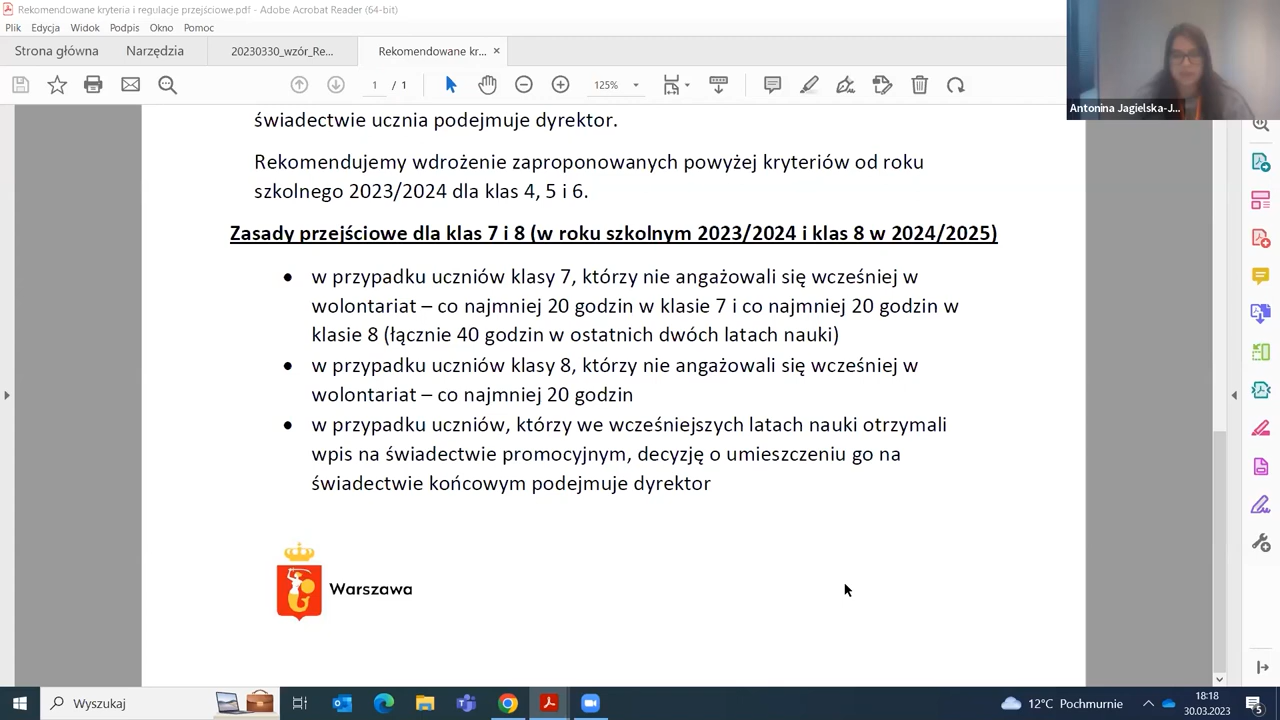 Rekomendowane kryteria i regulacje przejściowe.pdf - Adobe Acrobat Reader (64-bit)
Plik Edycja Widok Podpis Okno Pomoc
Strona główna Narzędzia 20230330_wzór_Re... Rekomendowane kr... ×
1 / 1 125%
Antonina Jagielska-J...
świadectwie ucznia podejmuje dyrektor.
Rekomendujemy wdrożenie zaproponowanych powyżej kryteriów od roku
szkolnego 2023/2024 dla klas 4, 5 i 6.
Zasady przejściowe dla klas 7 i 8 (w roku szkolnym 2023/2024 i klas 8 w 2024/2025)
• w przypadku uczniów klasy 7, którzy nie angażowali się wcześniej w
wolontariat – co najmniej 20 godzin w klasie 7 i co najmniej 20 godzin w
klasie 8 (łącznie 40 godzin w ostatnich dwóch latach nauki)
• w przypadku uczniów klasy 8, którzy nie angażowali się wcześniej w
wolontariat – co najmniej 20 godzin
• w przypadku uczniów, którzy we wcześniejszych latach nauki otrzymali
wpis na świadectwie promocyjnym, decyzję o umieszczeniu go na
świadectwie końcowym podejmuje dyrektor
Warszawa
Wyszukaj
12°C Pochmurnie
18:18
30.03.2023
5